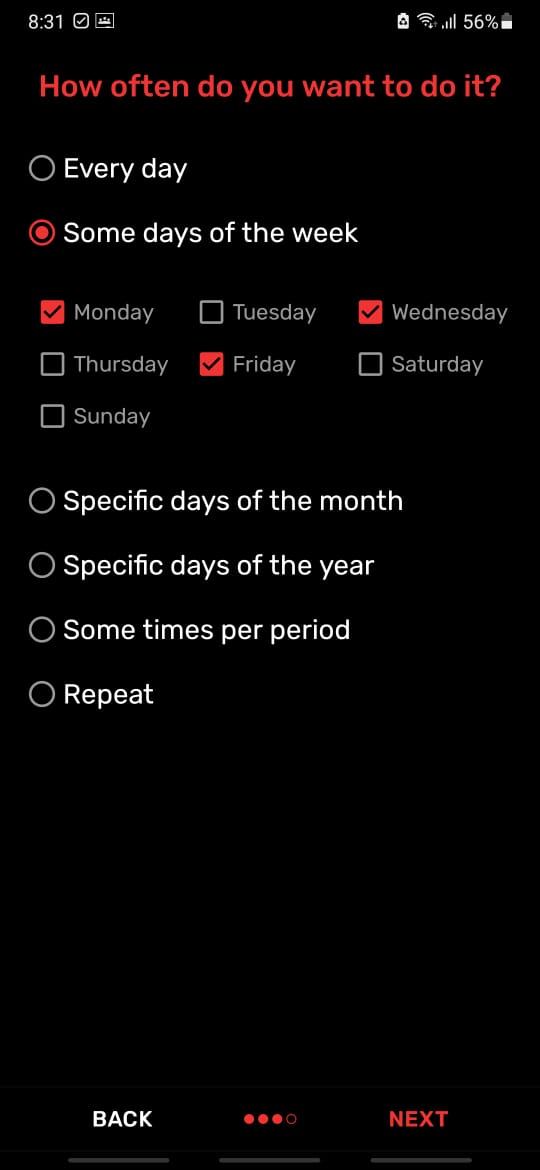 8:31 56%
How often do you want to do it?
Every day
Some days of the week
Monday Tuesday Wednesday
Thursday Friday Saturday
Sunday
Specific days of the month
Specific days of the year
Some times per period
Repeat
BACK NEXT